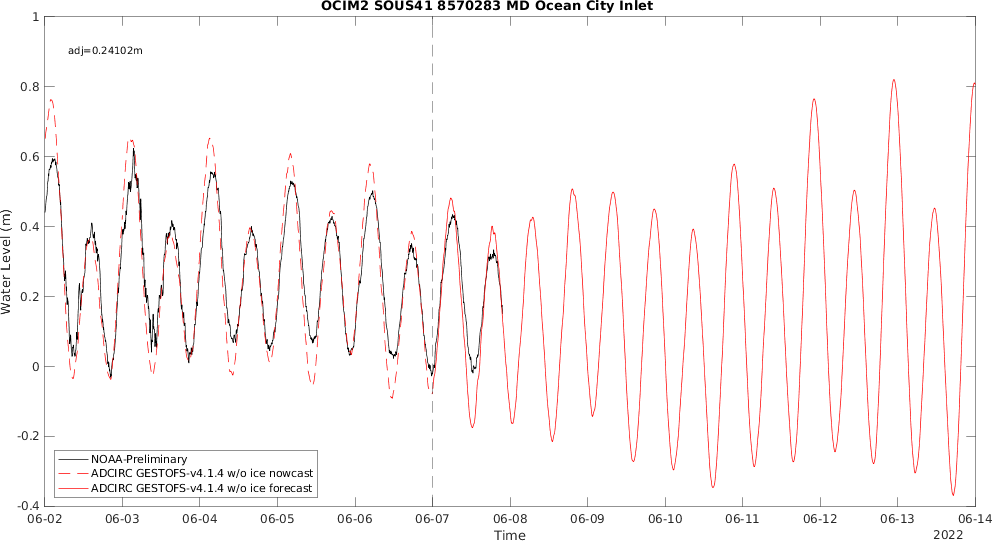 OCIM2 SOUS41 8570283 MD Ocean City Inlet
adj=0.24102m
1
0.8
0.6
0.4
0.2
0
-0.2
-0.4
Water Level (m)
NOAA-Preliminary
ADCIRC GESTOFS-v4.1.4 w/o ice nowcast
ADCIRC GESTOFS-v4.1.4 w/o ice forecast
06-02 06-03 06-04 06-05 06-06 06-07 06-08 06-09 06-10 06-11 06-12 06-13 06-14
Time
2022